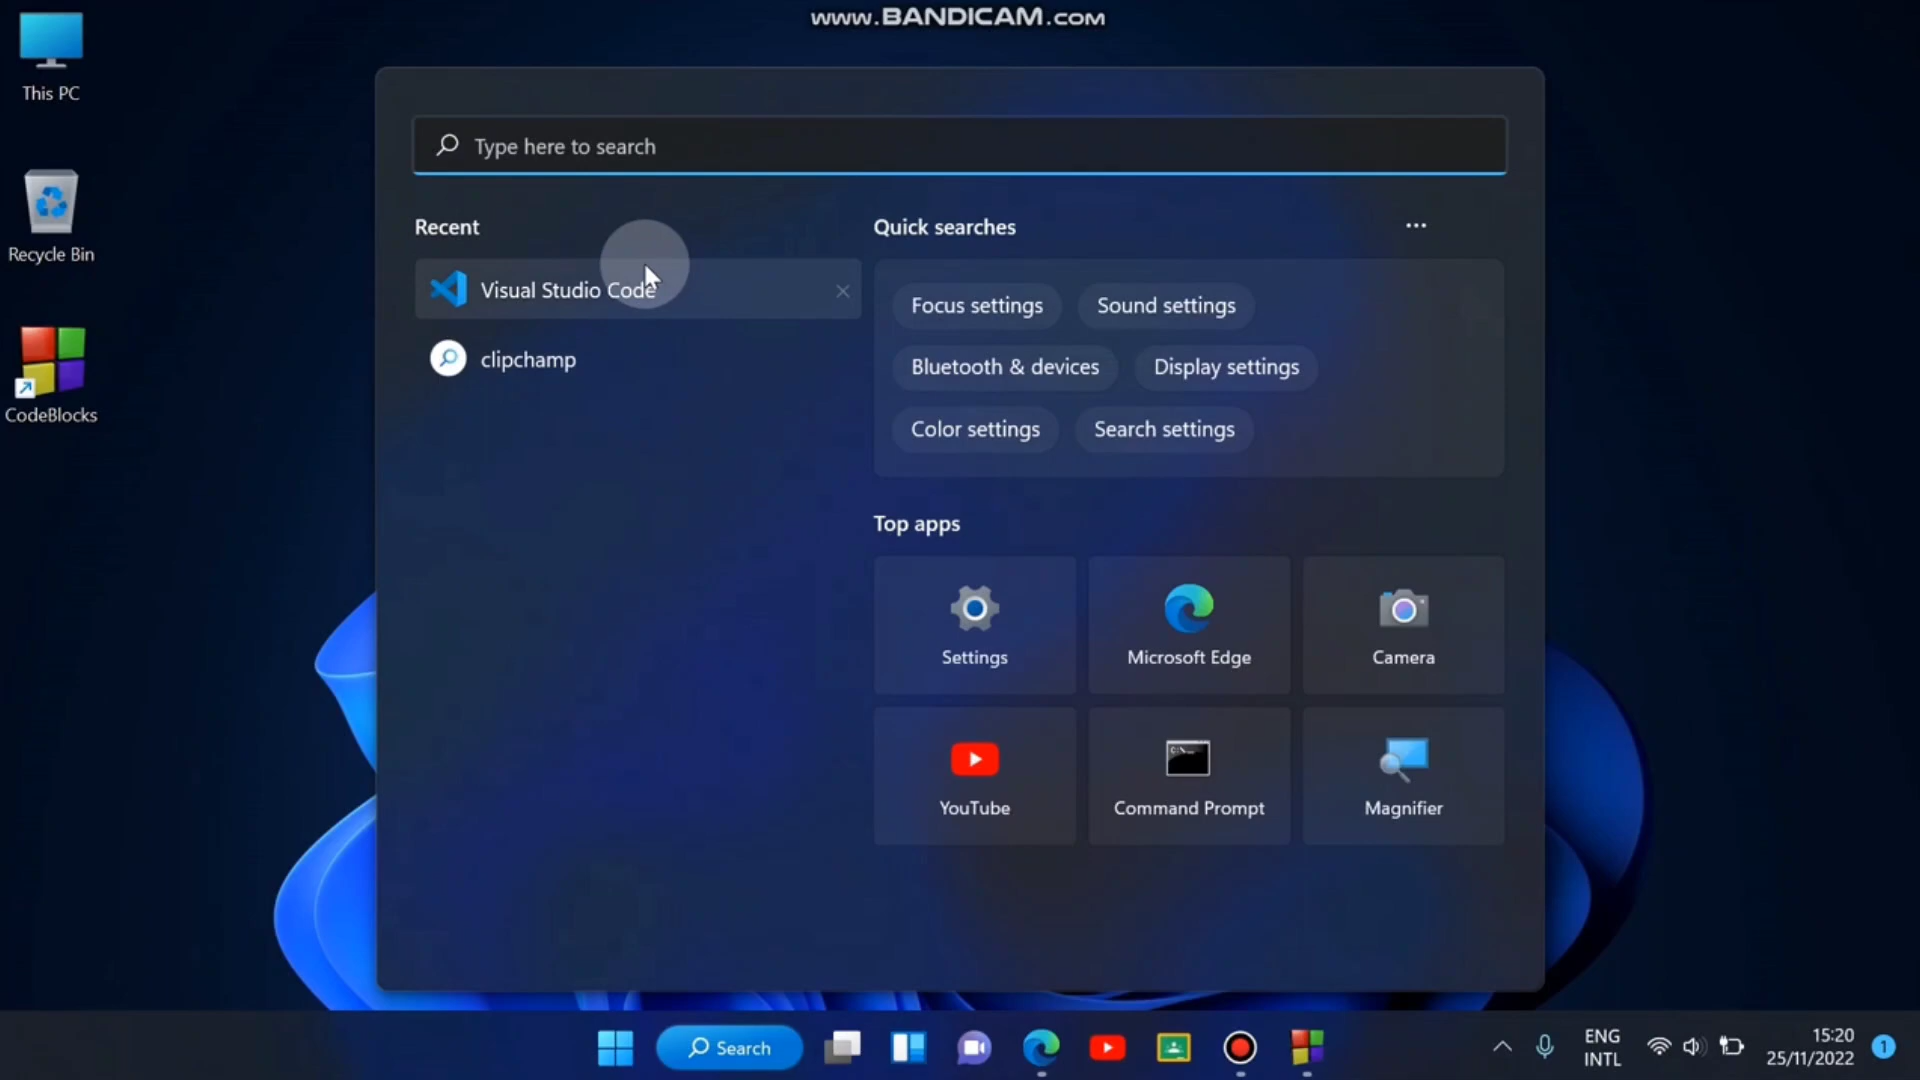 www.BANDICAM.com
This PC
Recycle Bin
CodeBlocks
Type here to search
Recent
Visual Studio Code
clipchamp
Quick searches
Focus settings
Sound settings
Bluetooth & devices
Display settings
Color settings
Search settings
Top apps
Settings
Microsoft Edge
Camera
YouTube
Command Prompt
Magnifier
Search
ENG
INTL
15:20
25/11/2022
1